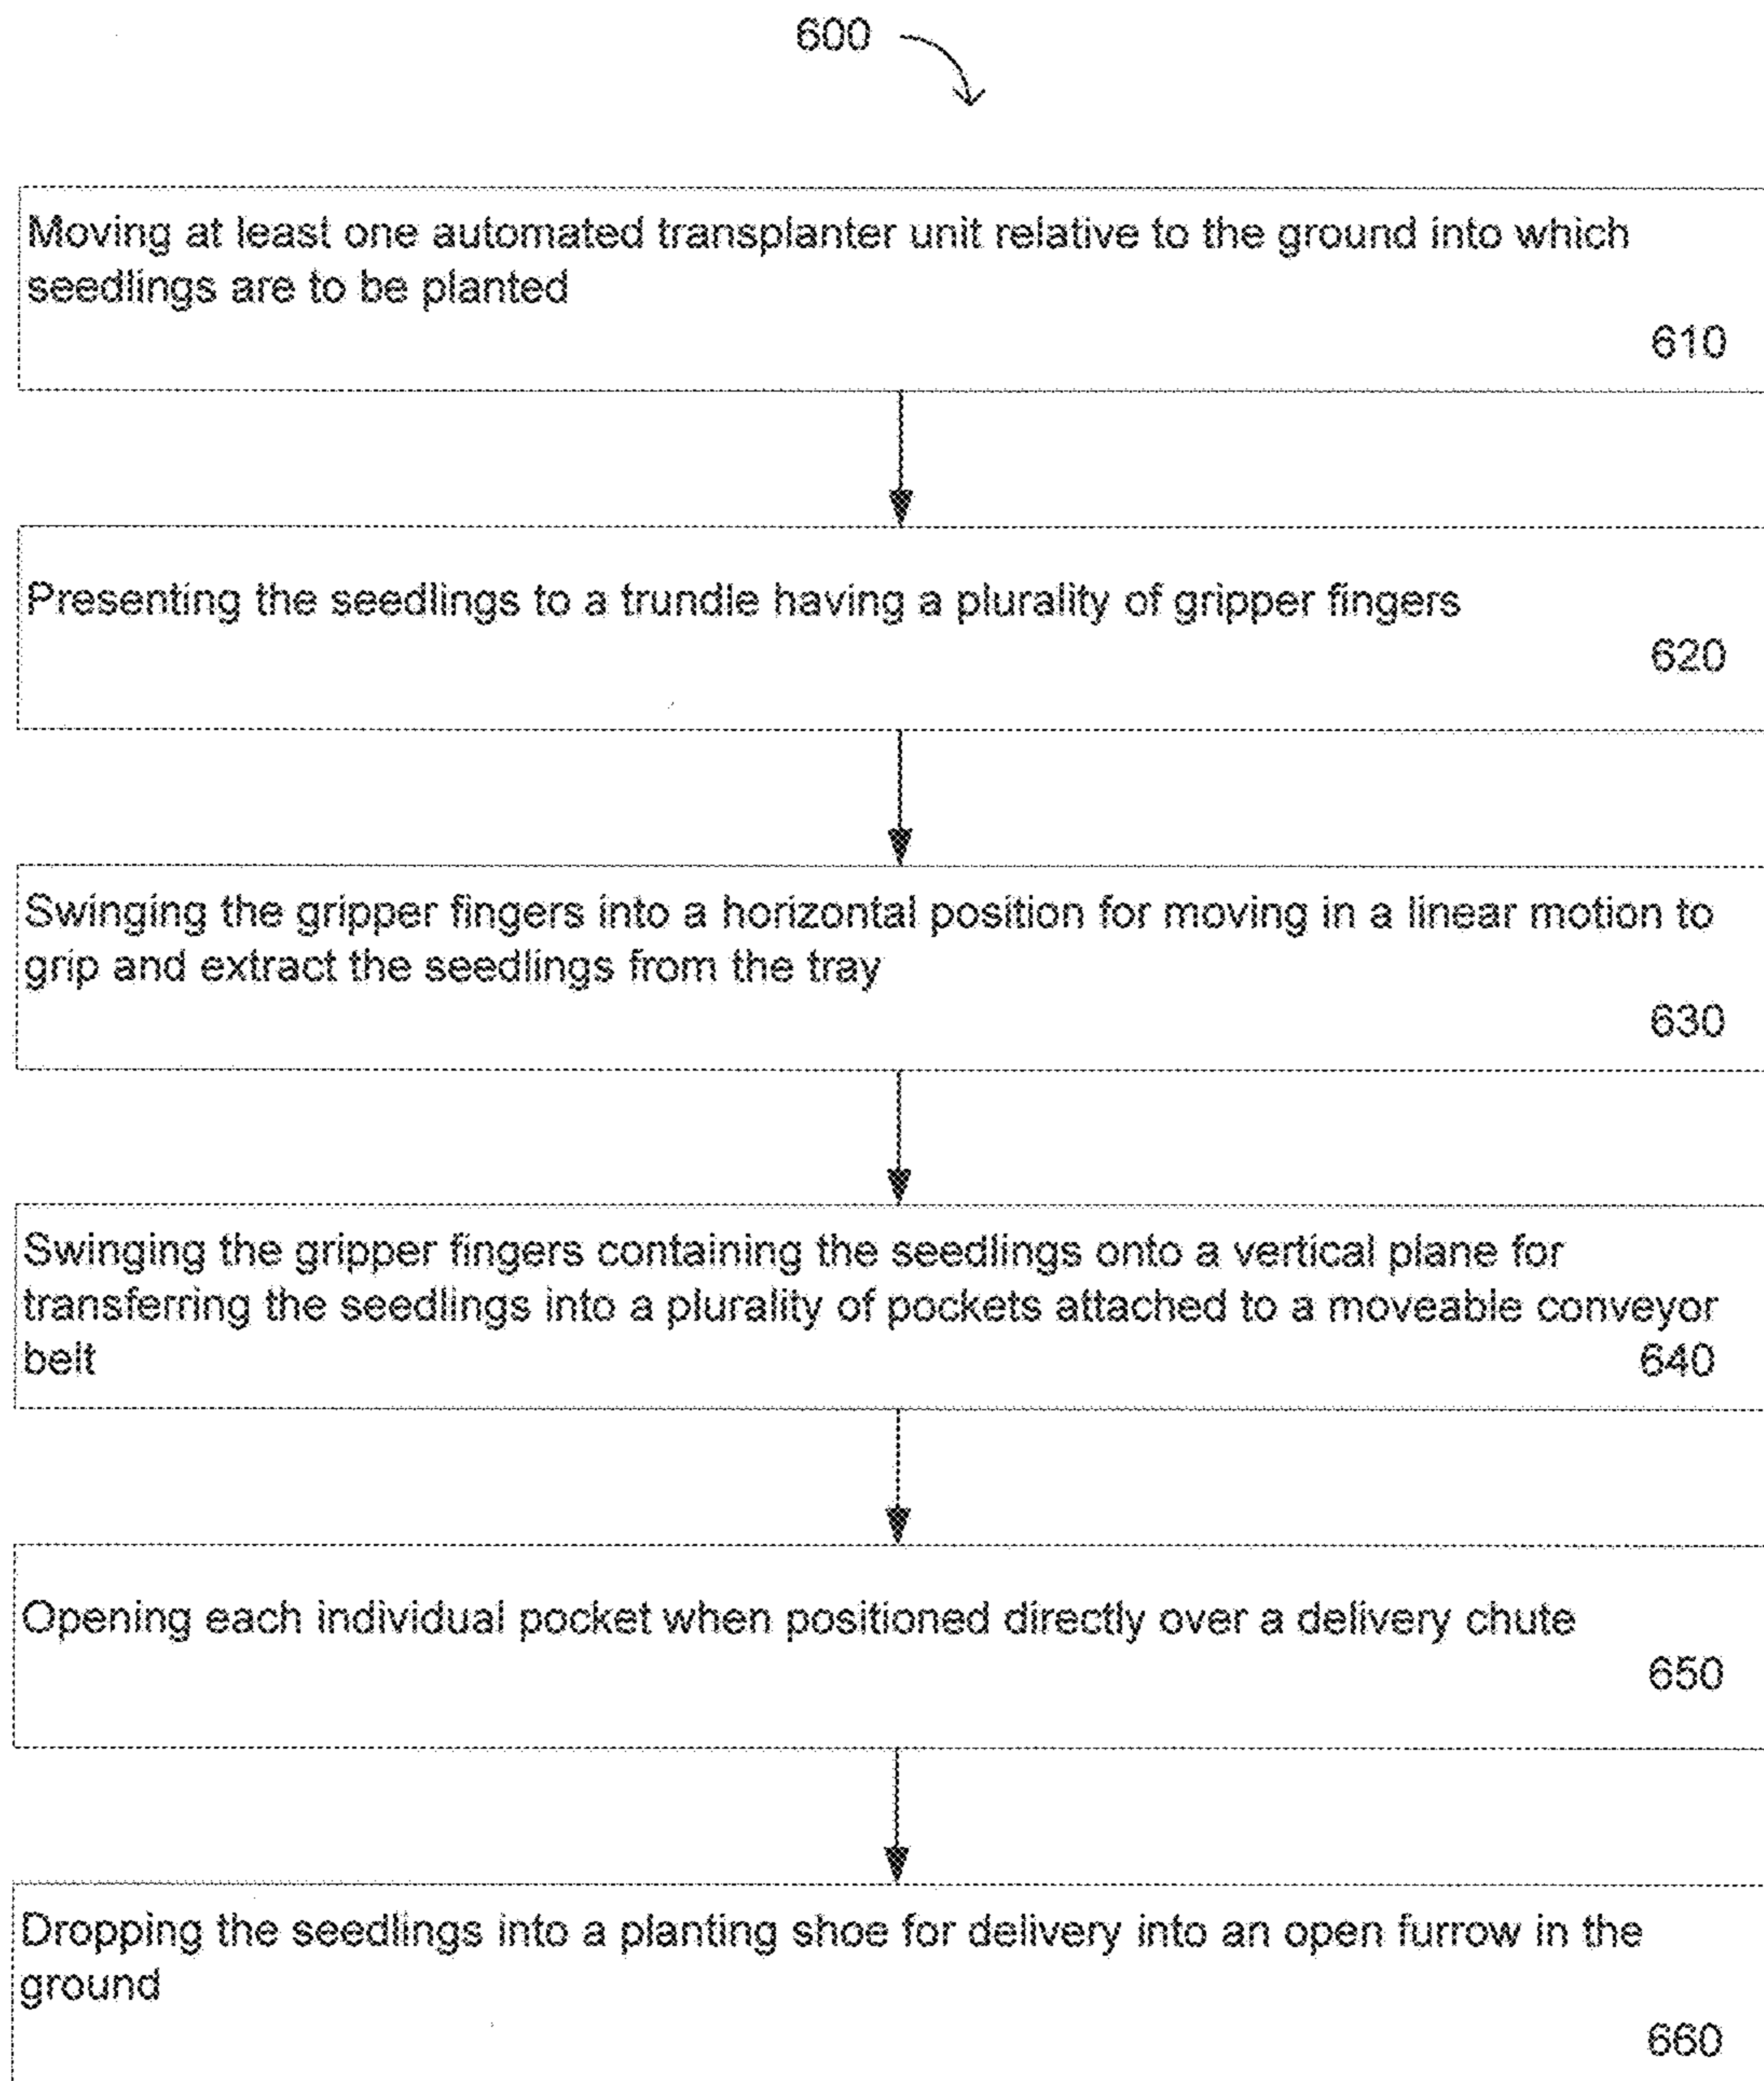 600
Moving at least one automated transplanter unit relative to the ground into which
seedlings are to be planted
610
Presenting the seedlings to a trundle having a plurality of gripper fingers
620
Swinging the gripper fingers into a horizontal position for moving in a linear motion to
grip and extract the seedlings from the tray
630
Swinging the gripper fingers containing the seedlings onto a vertical plane for
transferring the seedlings into a plurality of pockets attached to a moveable conveyor
belt 640
Opening each individual pocket when positioned directly over a delivery chute
650
Dropping the seedlings into a planting shoe for delivery into an open furrow in the
ground
660